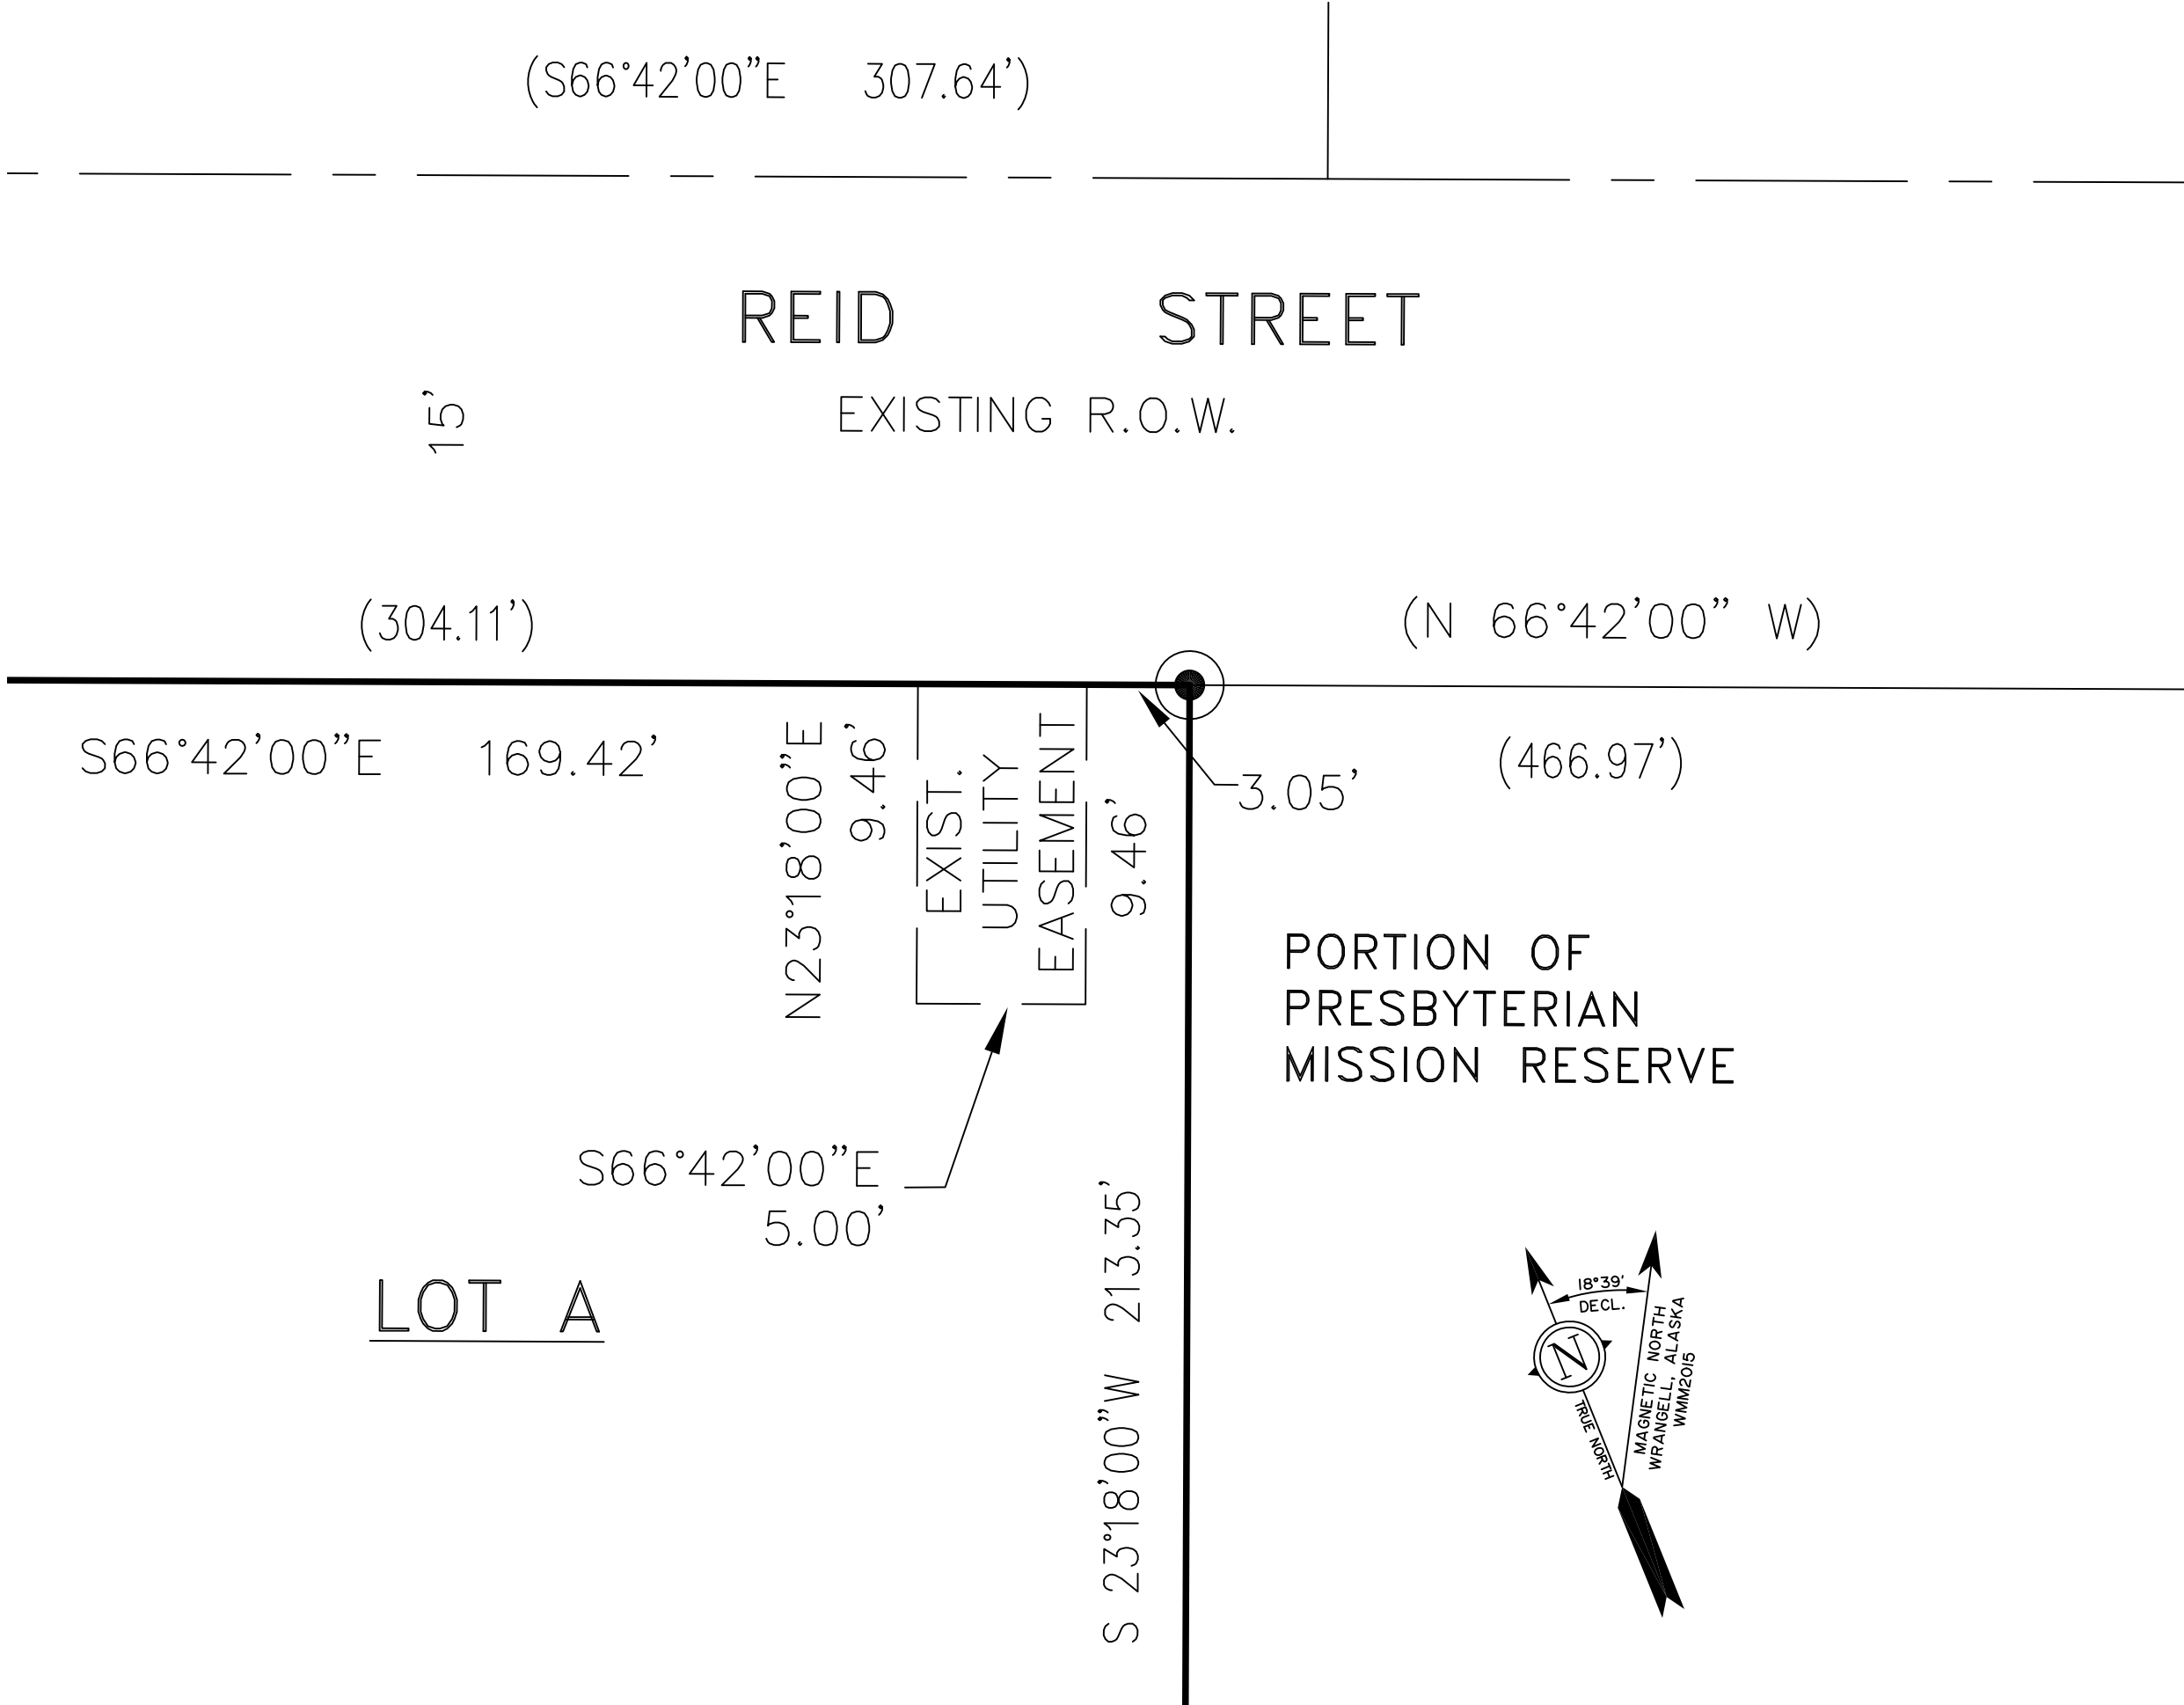 (S66°42'00"E 307.64')
REID STREET
EXISTING R.O.W.
15'
(304.11')
(N 66°42'00" W)
S66°42'00"E 169.42'
(466.97')
3.05'
N23°18'00"E
9.46'
EXIST.
UTILITY
EASEMENT
9.46'
PORTION OF
PRESBYTERIAN
MISSION RESERVE
S66°42'00"E
5.00'
LOT A
S 23°18'00"W 213.35'
18°39'
DECL.
N
TRUE NORTH
MAGNETIC NORTH
WRANGELL, ALASKA
WMM2015